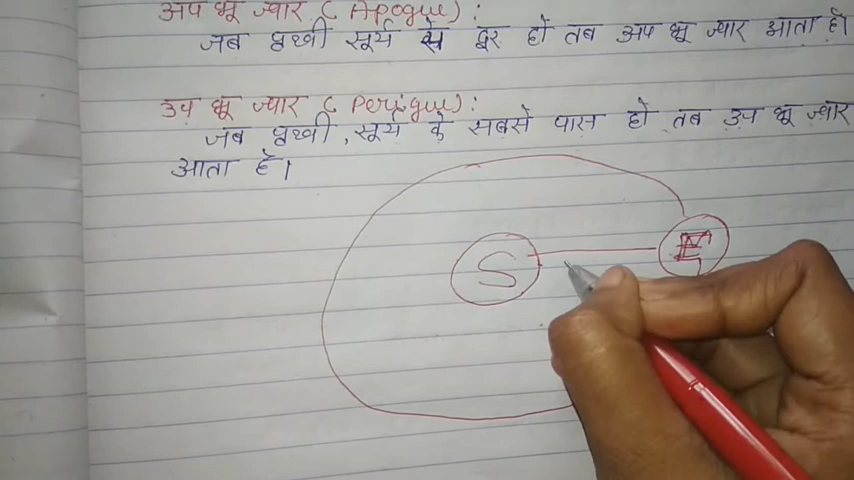 अप भू ज्वार ( Apogue) :
जब पृथ्वी सूर्य से दूर हो तब अप भू ज्वार आता है।
उप भू ज्वार ( Perigue) :
जब पृथ्वी, सूर्य के सबसे पास हो तब उप भू ज्वार
आता है।
S E